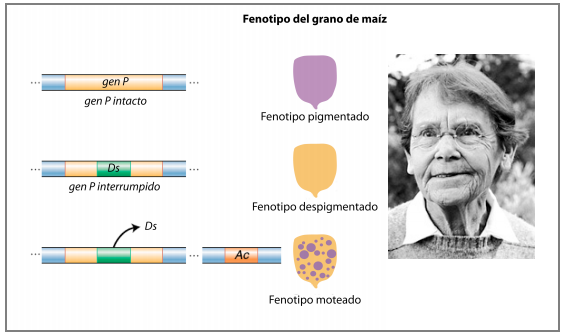 Fenotipo del grano de maíz
gen P
gen P intacto
Fenotipo pigmentado
Ds
gen P interrumpido
Fenotipo despigmentado
Ds
Ac
Fenotipo moteado